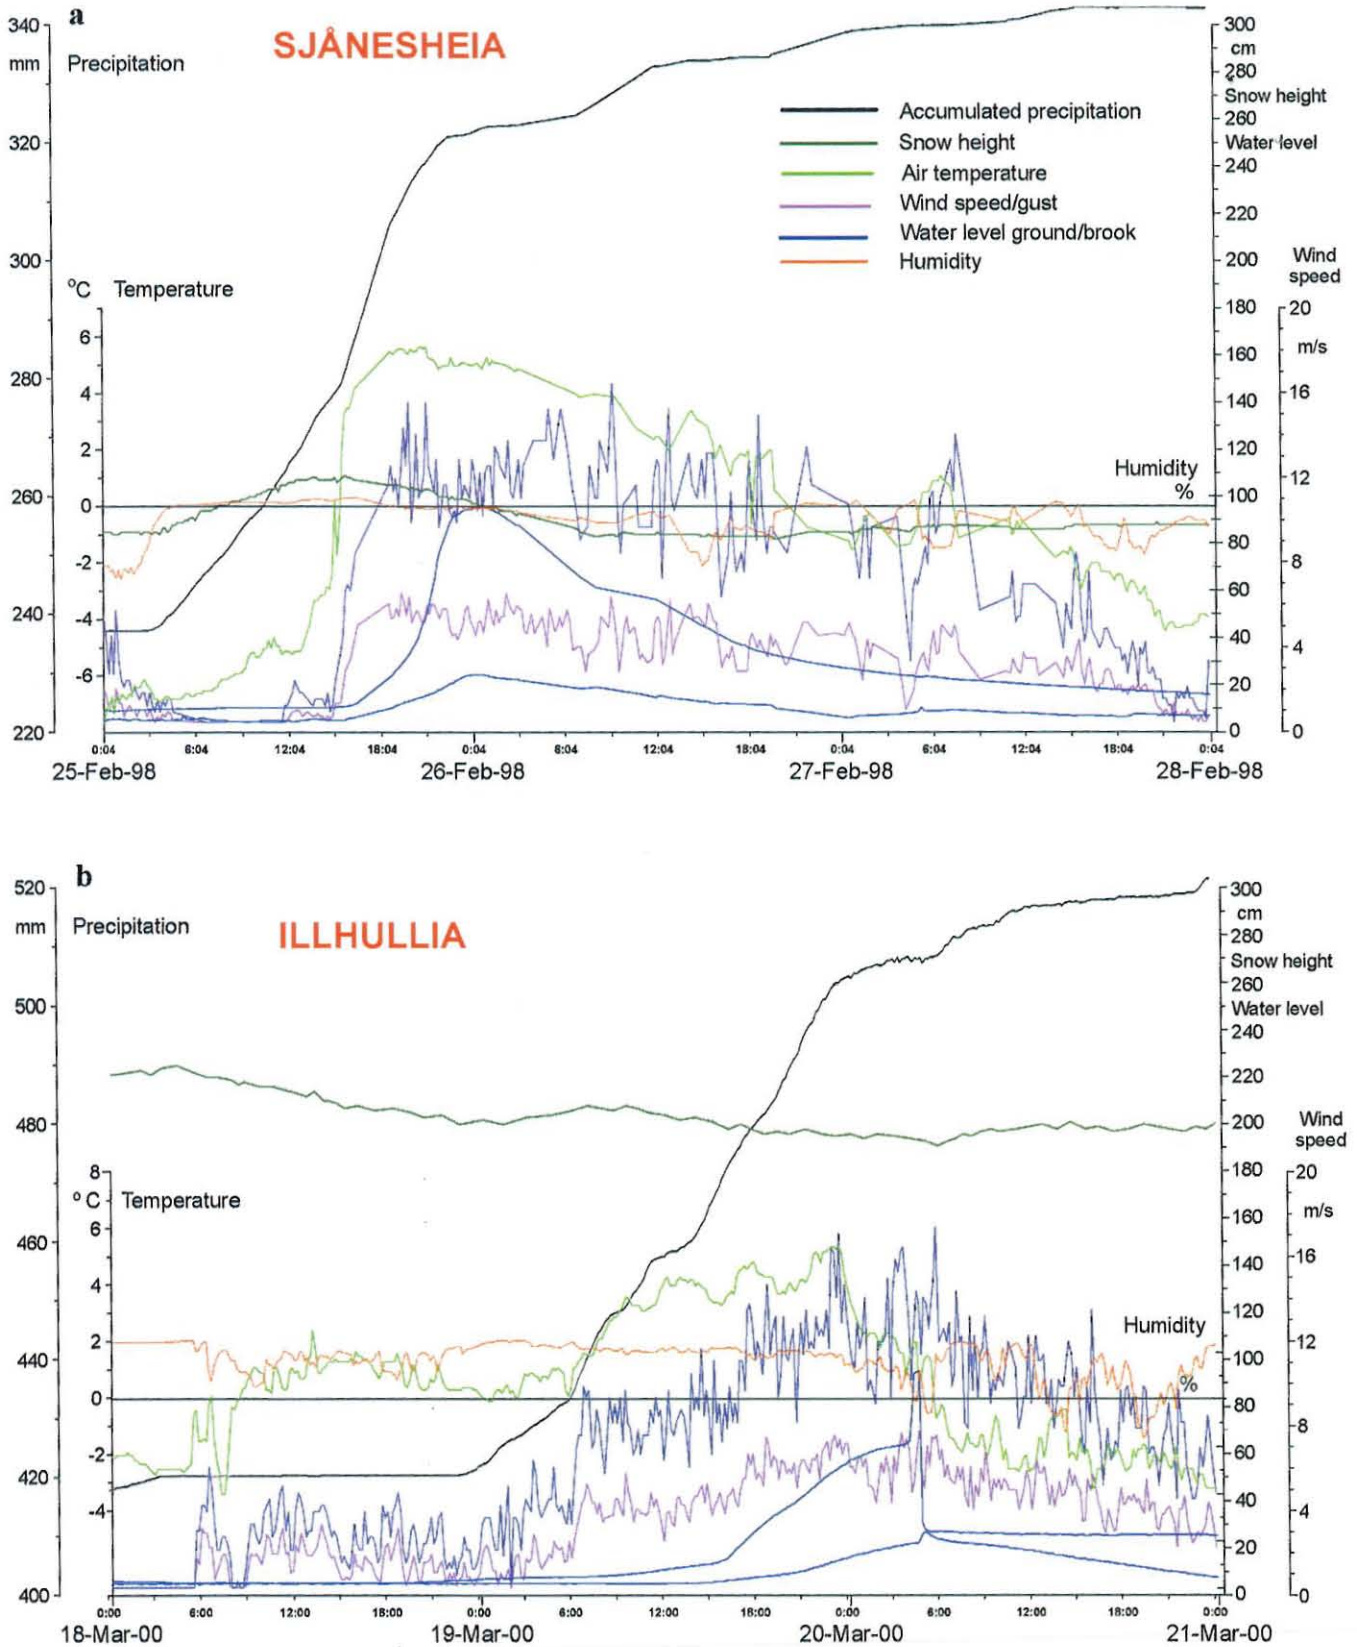 a
SJÅNESHEIA
340
mm
Precipitation
320
300
280
260
240
220
°C Temperature
6
4
2
0
-2
-4
-6
Accumulated precipitation
Snow height
Air temperature
Wind speed/gust
Water level ground/brook
Humidity
300
cm
280
Snow height
260
Water level
240
220
200
180
160
140
120
100
80
60
40
20
0
Humidity
%
Wind
speed
20
m/s
16
12
8
4
0
0:04 6:04 12:04 18:04 0:04 6:04 12:04 18:04 0:04 6:04 12:04 18:04 0:04
25-Feb-98 26-Feb-98 27-Feb-98 28-Feb-98
b
ILLHULLIA
520
mm
Precipitation
500
480
460
440
420
400
8
°C Temperature
6
4
2
0
-2
-4
300
cm
280
Snow height
260
Water level
240
220
200
180
160
140
120
100
80
60
40
20
0
Humidity
%
Wind
speed
20
m/s
16
12
8
4
0
0:00 6:00 12:00 18:00 0:00 6:00 12:00 18:00 0:00 6:00 12:00 18:00 0:00
18-Mar-00 19-Mar-00 20-Mar-00 21-Mar-00